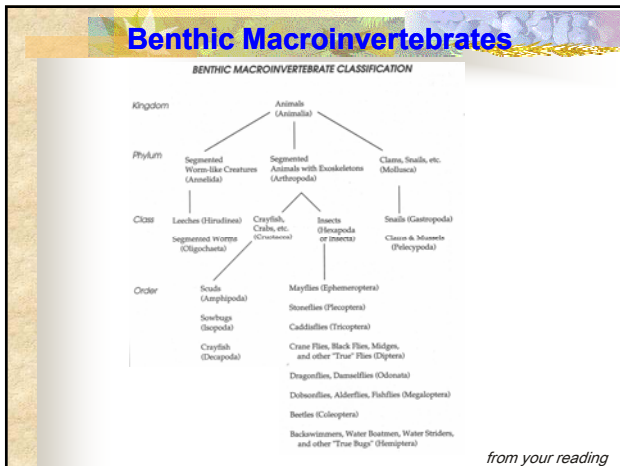 Benthic Macroinvertebrates
BENTHIC MACROINVERTEBRATE CLASSIFICATION
Kingdom
Animals
(Animalia)
Phylum
Segmented
Worm-like Creatures
(Annelida)
Segmented
Animals with Exoskeletons
(Arthropoda)
Clams, Snails, etc.
(Mollusca)
Class
Leeches (Hirudinea)
Segmented Worms
(Oligochaeta)
Crayfish,
Crabs, etc.
(Crustacea)
Insects
(Hexapoda
or Insecta)
Snails (Gastropoda)
Clams & Mussels
(Pelecypoda)
Order
Scuds
(Amphipoda)
Sowbugs
(Isopoda)
Crayfish
(Decapoda)
Mayflies (Ephemeroptera)
Stoneflies (Plecoptera)
Caddisflies (Tricoptera)
Crane Flies, Black Flies, Midges,
and other "True" Flies (Diptera)
Dragonflies, Damselflies (Odonata)
Dobsonflies, Alderflies, Fishflies (Megaloptera)
Beetles (Coleoptera)
Backswimmers, Water Boatmen, Water Striders,
and other "True Bugs" (Hemiptera)
from your reading